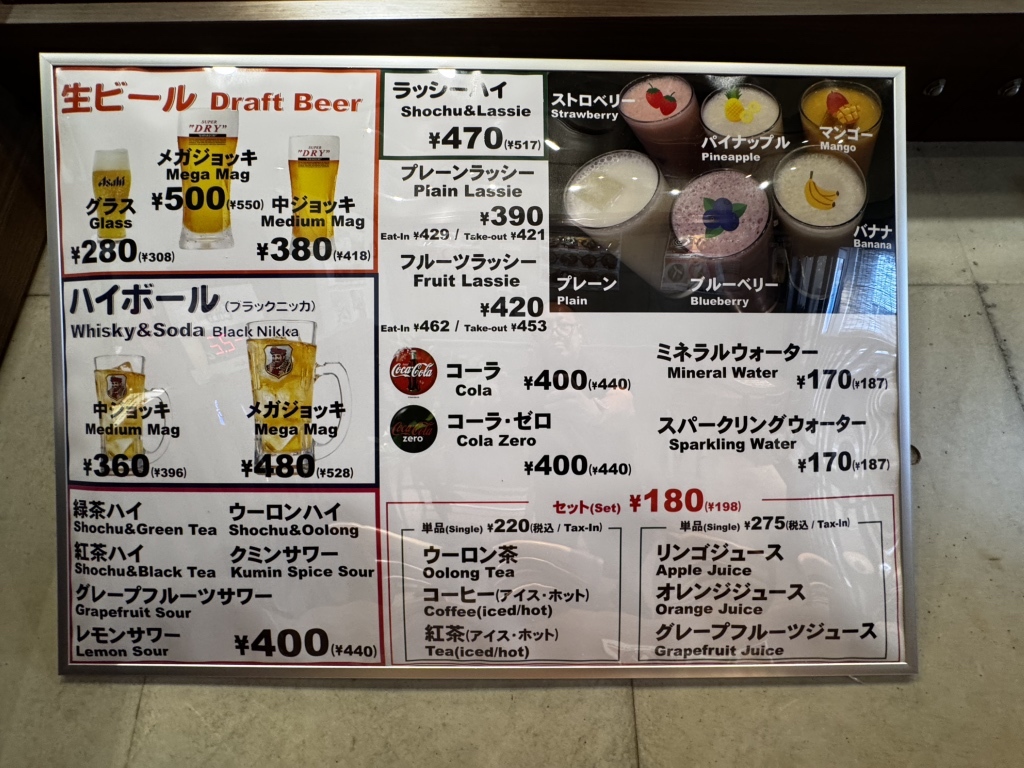 生ビール Draft Beer
SUPER "DRY"
SUPER "DRY"
Asahi
メガジョッキ
Mega Mag
¥500(¥550)
グラス
Glass
¥280(¥308)
中ジョッキ
Medium Mag
¥380(¥418)
ハイボール (ブラックニッカ)
Whisky&Soda Black Nikka
中ジョッキ
Medium Mag
¥360(¥396)
メガジョッキ
Mega Mag
¥480(¥528)
緑茶ハイ
Shochu&Green Tea
ウーロンハイ
Shochu&Oolong
紅茶ハイ
Shochu&Black Tea
クミンサワー
Kumin Spice Sour
グレープフルーツサワー
Grapefruit Sour
レモンサワー
Lemon Sour
¥400(¥440)
ラッシーハイ
Shochu&Lassie
¥470(¥517)
プレーンラッシー
Plain Lassie
¥390
Eat-In ¥429 / Take-out ¥421
フルーツラッシー
Fruit Lassie
¥420
Eat-In ¥462 / Take-out ¥453
ストロベリー
Strawberry
パイナップル
Pineapple
マンゴー
Mango
バナナ
Banana
プレーン
Plain
ブルーベリー
Blueberry
Coca-Cola
コーラ
Cola
¥400(¥440)
Coca-Cola
zero
コーラ・ゼロ
Cola Zero
¥400(¥440)
ミネラルウォーター
Mineral Water
¥170(¥187)
スパークリングウォーター
Sparkling Water
¥170(¥187)
セット(Set) ¥180(¥198)
単品(Single) ¥220(税込 / Tax-In)
ウーロン茶
Oolong Tea
コーヒー(アイス・ホット)
Coffee(iced/hot)
紅茶(アイス・ホット)
Tea(iced/hot)
単品(Single) ¥275(税込 / Tax-In)
リンゴジュース
Apple Juice
オレンジジュース
Orange Juice
グレープフルーツジュース
Grapefruit Juice